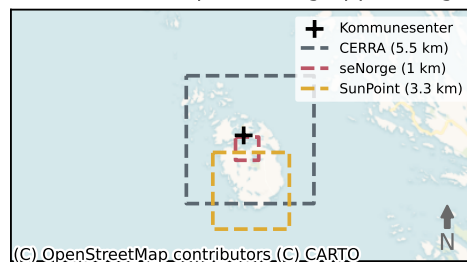 Kommunesenter
CERRA (5.5 km)
seNorge (1 km)
SunPoint (3.3 km)
N
(C) OpenStreetMap contributors (C) CARTO